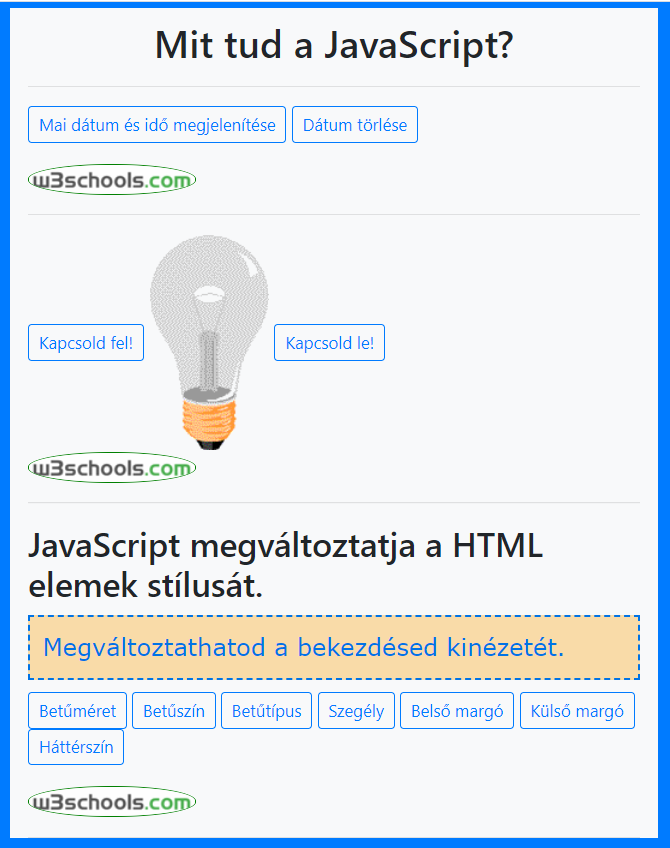 Mit tud a JavaScript?
Mai dátum és idő megjelenítése Dátum törlése
w3schools.com
Kapcsold fel! Kapcsold le!
w3schools.com
JavaScript megváltoztatja a HTML
elemek stílusát.
Megváltoztathatod a bekezdésed kinézetét.
Betűméret Betűszín Betűtípus Szegély Belső margó Külső margó
Háttérszín
w3schools.com